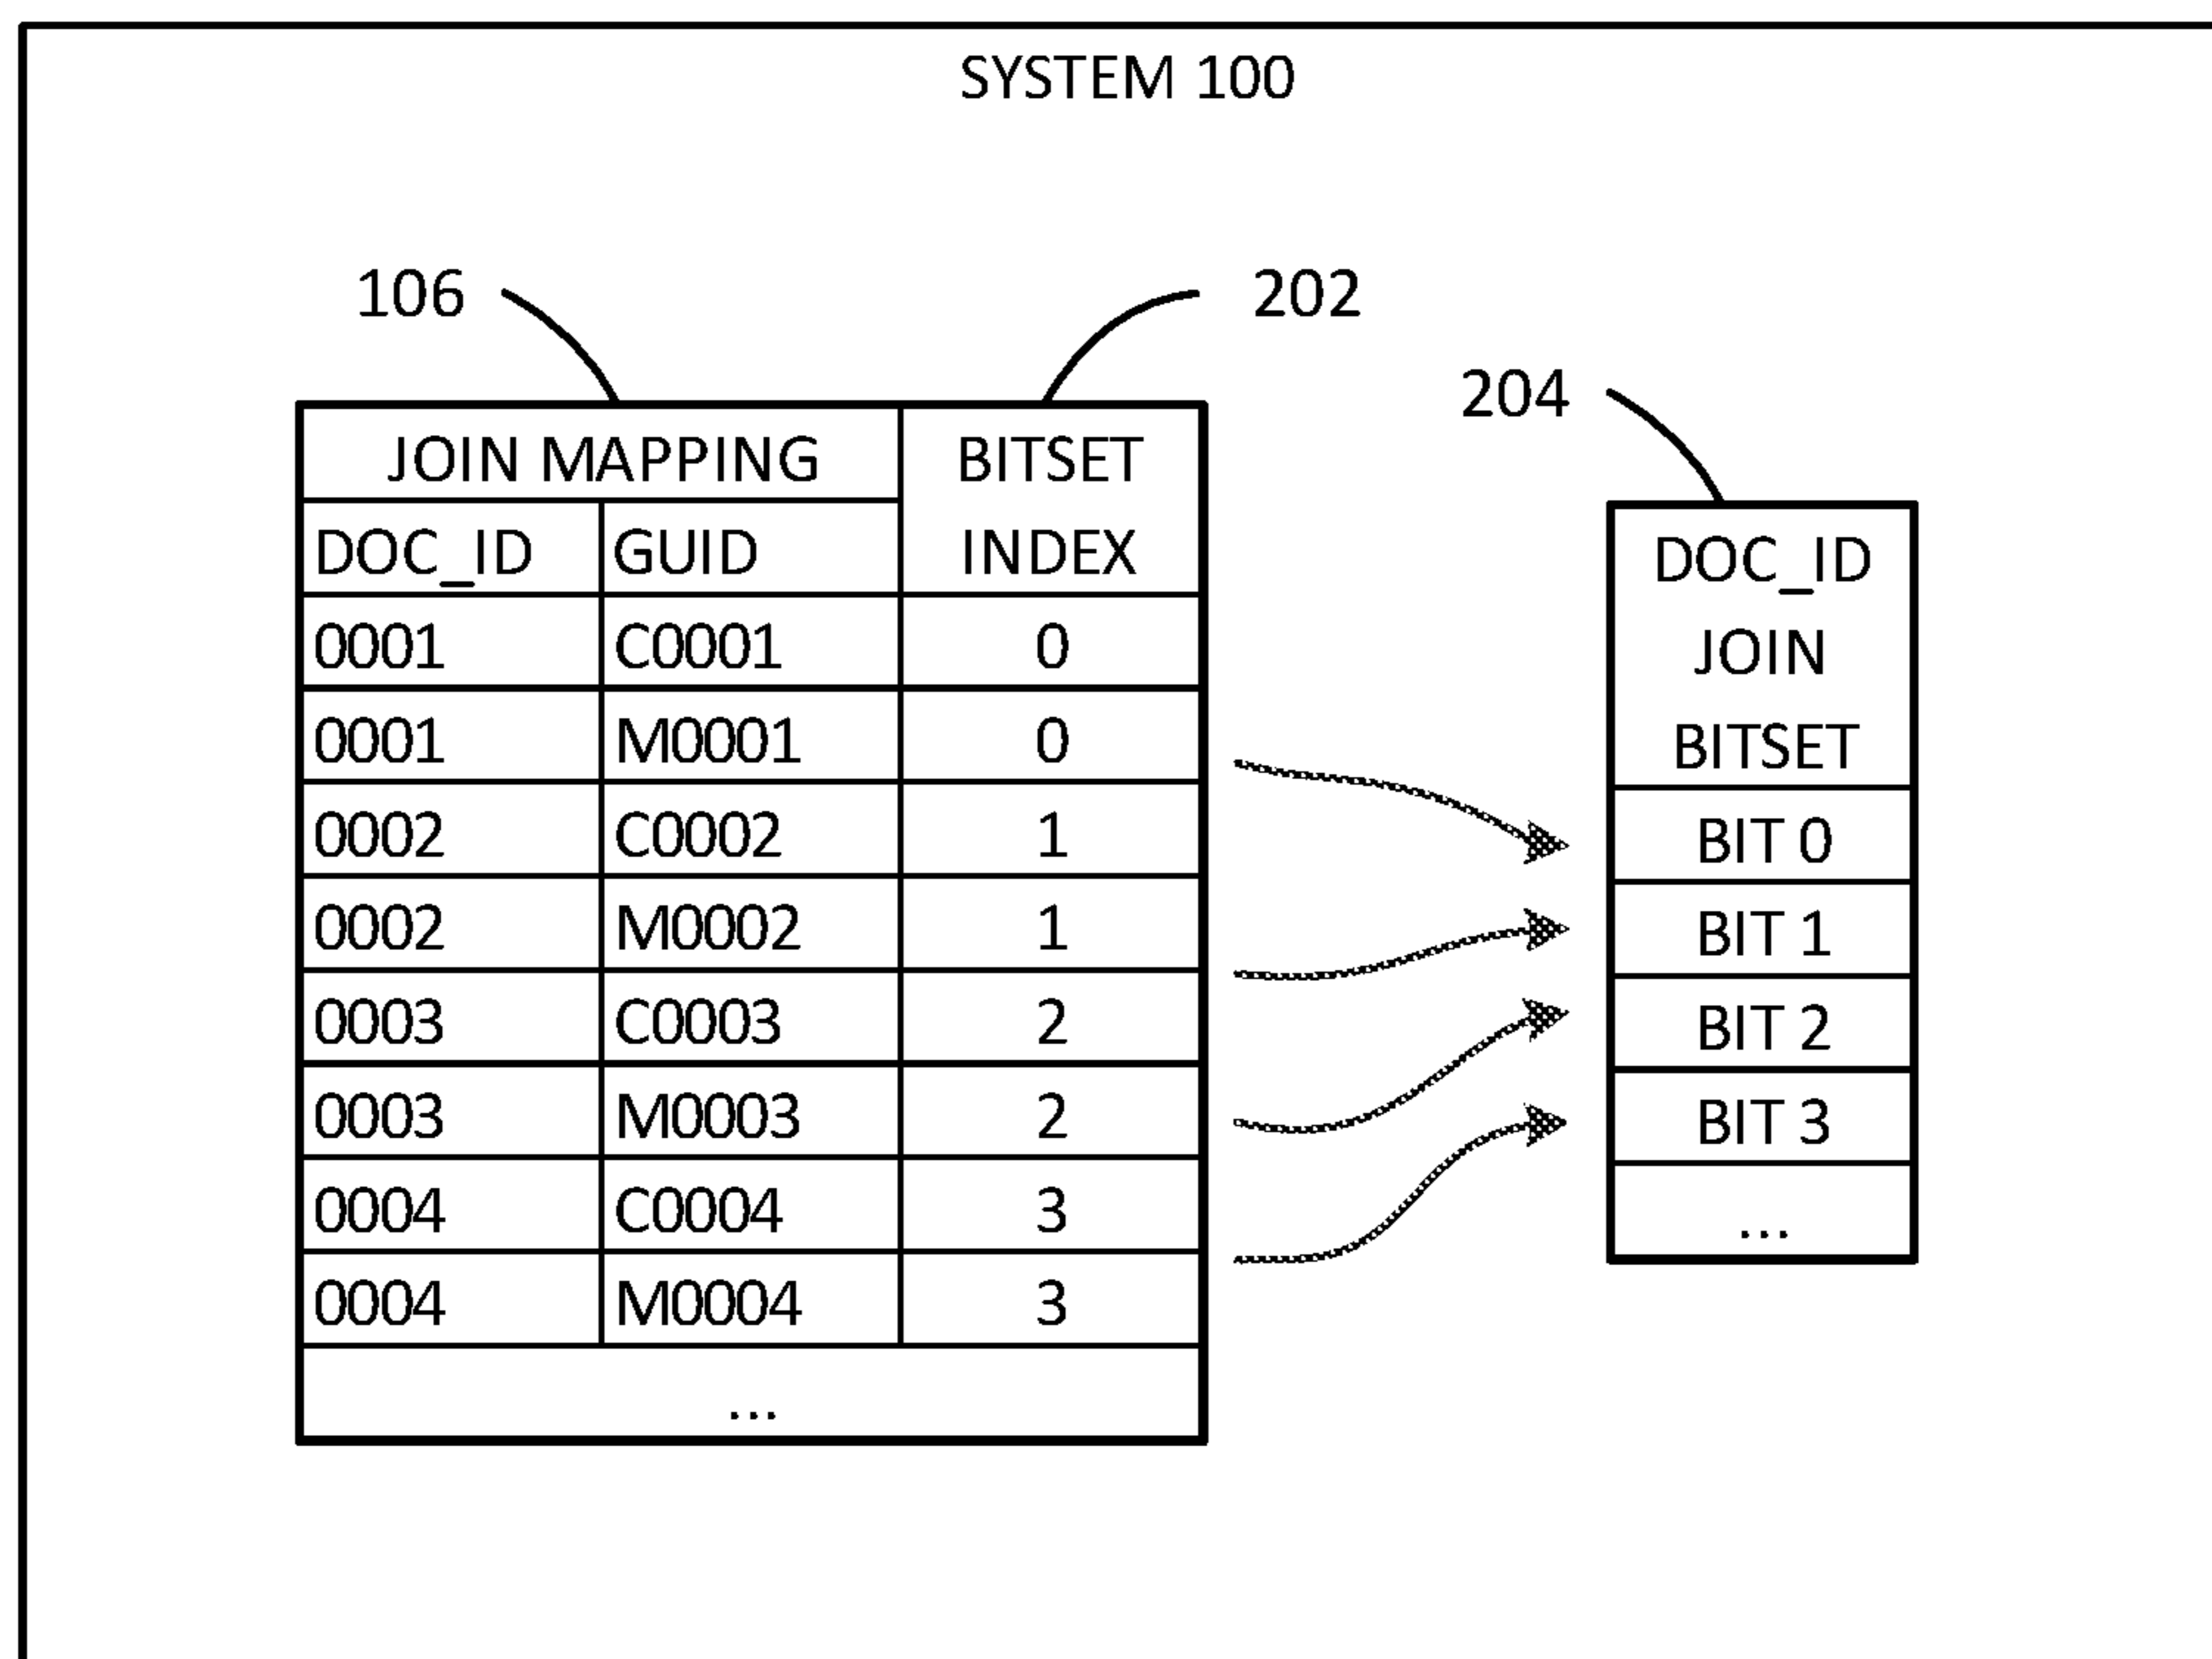 SYSTEM 100
106
202
204
JOIN MAPPING
BITSET
INDEX
DOC_ID GUID
0001 C0001 0
0001 M0001 0
0002 C0002 1
0002 M0002 1
0003 C0003 2
0003 M0003 2
0004 C0004 3
0004 M0004 3
...
DOC_ID
JOIN
BITSET
BIT 0
BIT 1
BIT 2
BIT 3
...